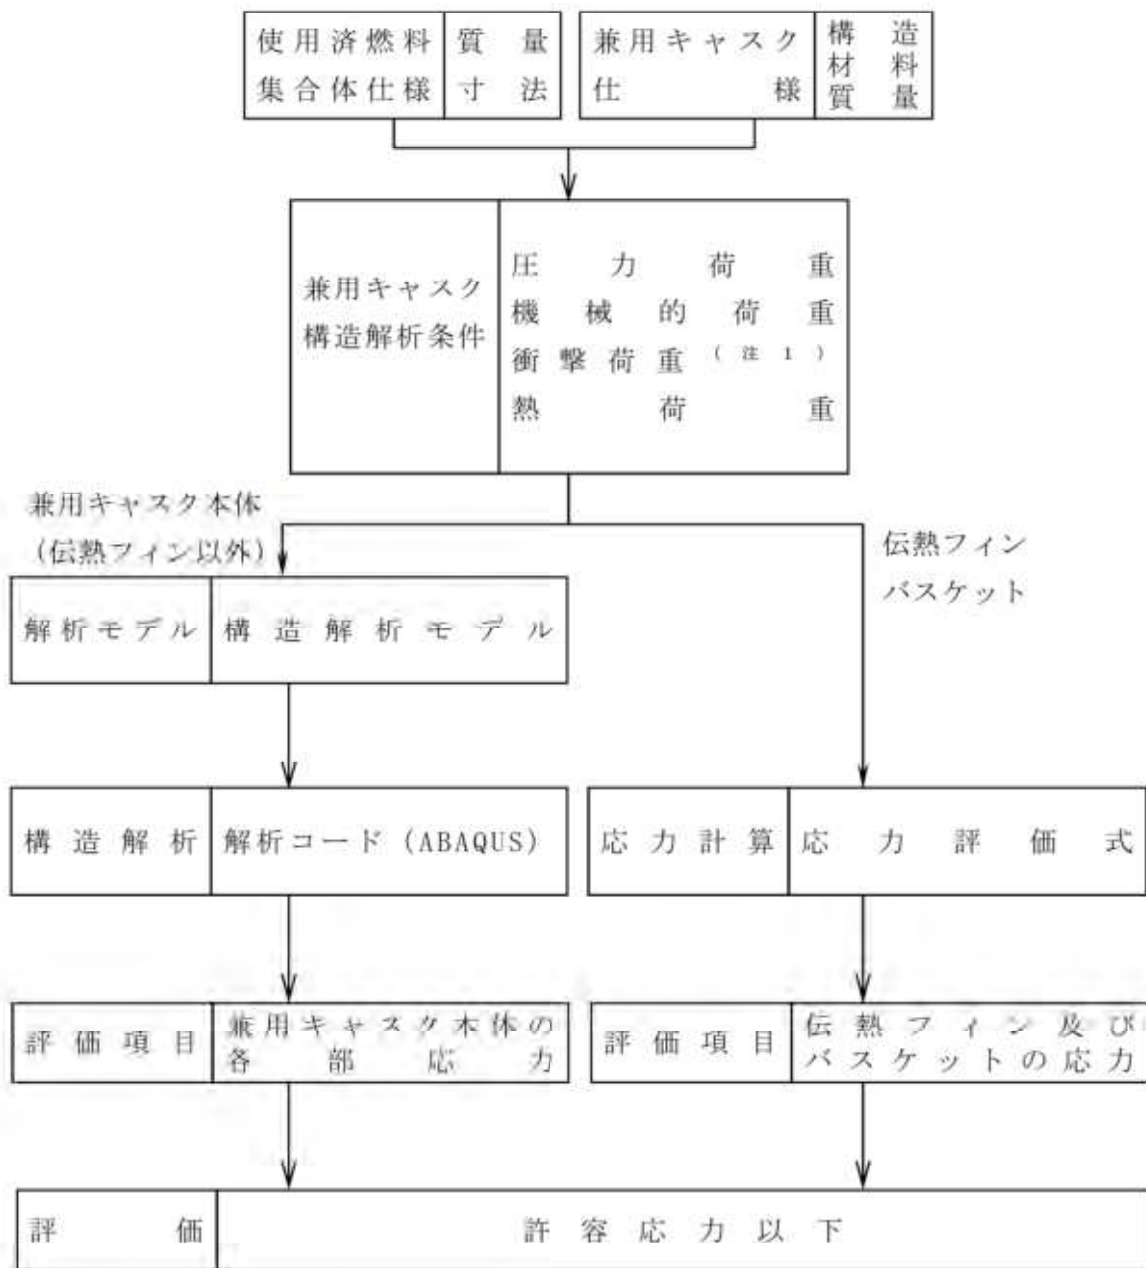 使用済燃料
集合体仕様
質量
寸法
兼用キャスク
仕様
構造
材料
質量
兼用キャスク
構造解析条件
圧力荷重
機械的荷重
衝撃荷重(注1)
熱荷重
兼用キャスク本体
(伝熱フィン以外)
伝熱フィン
バスケット
解析モデル
構造解析モデル
構造解析
解析コード(ABAQUS)
応力計算
応力評価式
評価項目
兼用キャスク本体の
各部応力
評価項目
伝熱フィン及び
バスケットの応力
評価
許容応力以下